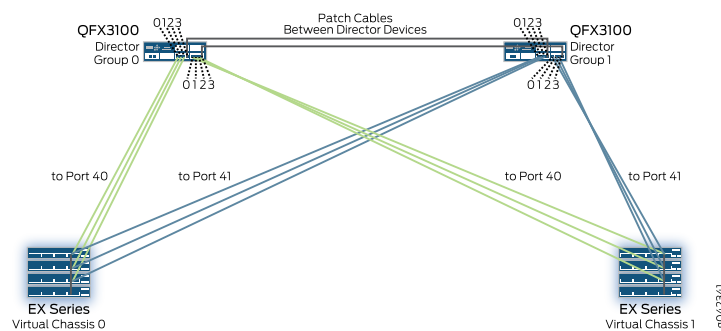 0123
Patch Cables
Between Director Devices
0123
QFX3100
Director
Group 0
QFX3100
Director
Group 1
0123
0123
to Port 40
to Port 41
to Port 40
to Port 41
EX Series
Virtual Chassis 0
EX Series
Virtual Chassis 1
g042341